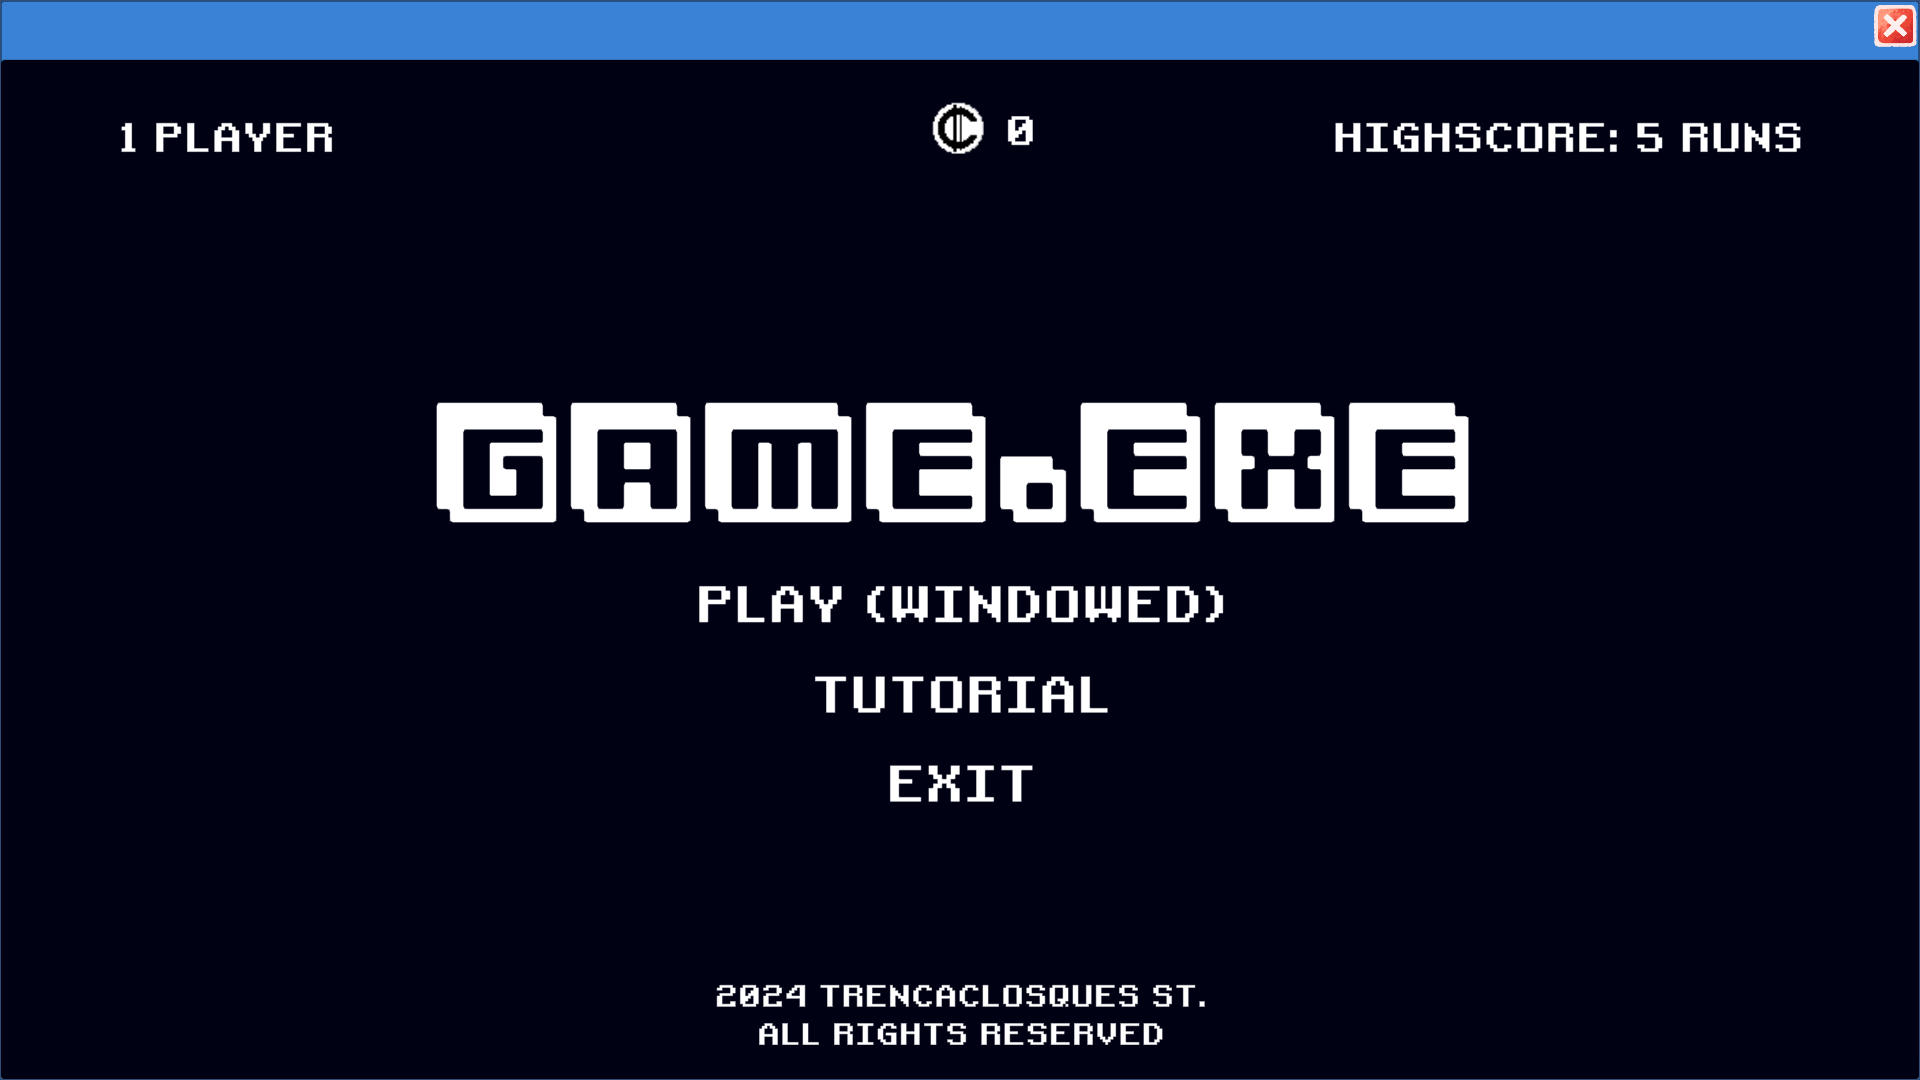 1 PLAYER
0
HIGHSCORE: 5 RUNS
GAME.EXE
PLAY (WINDOWED)
TUTORIAL
EXIT
2024 TRENCACLOSQUES ST.
ALL RIGHTS RESERVED